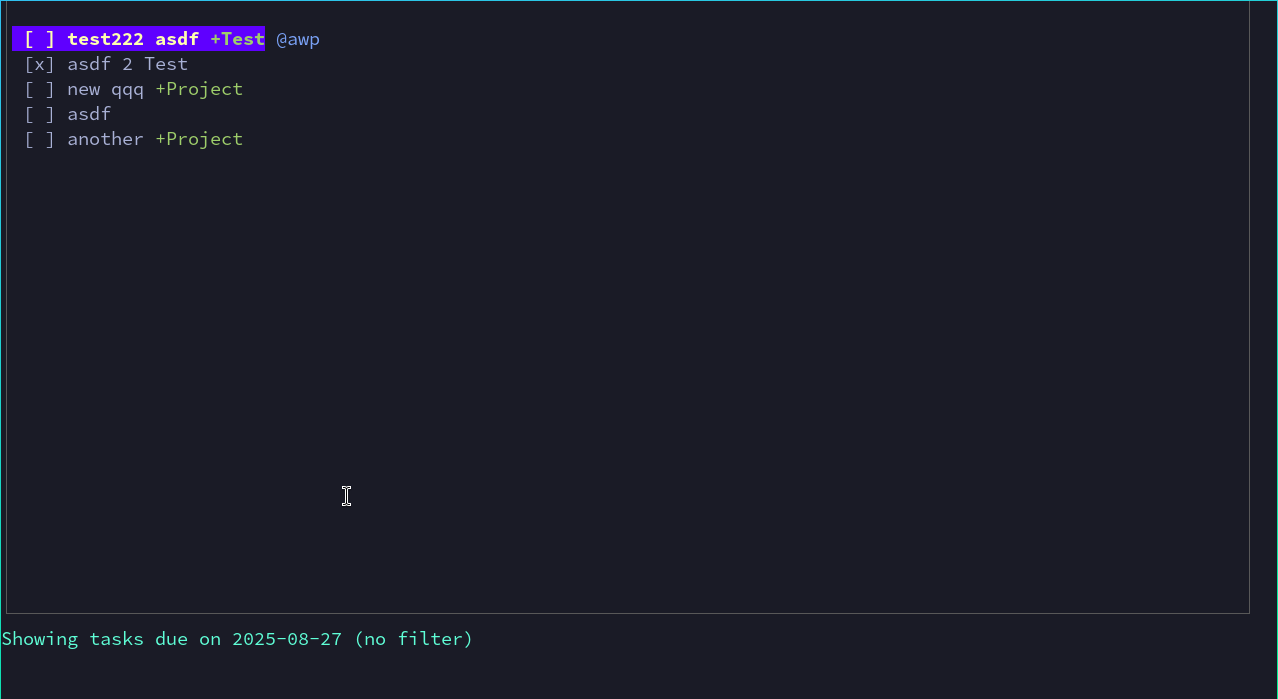 [ ] test222 asdf +Test @awp
[x] asdf 2 Test
[ ] new qqq +Project
[ ] asdf
[ ] another +Project
Showing tasks due on 2025-08-27 (no filter)